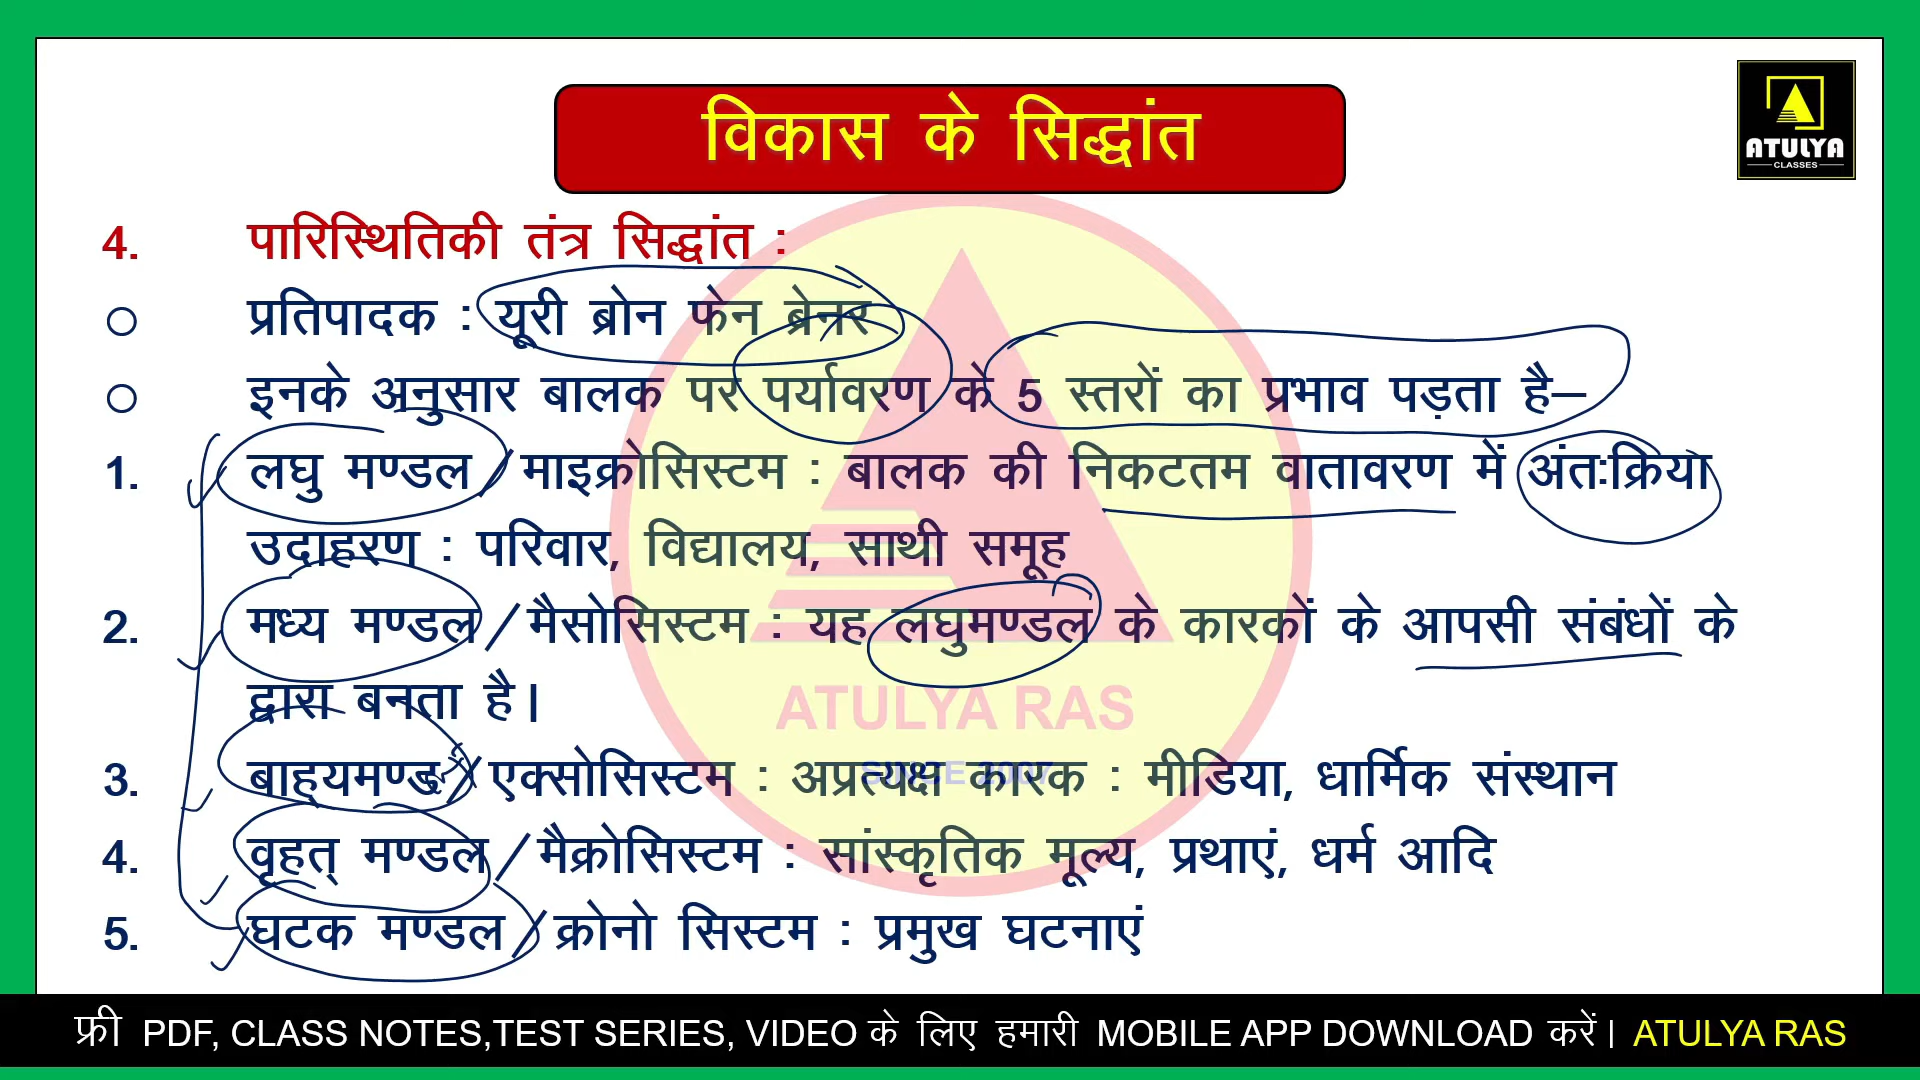 विकास के सिद्धांत
ATULYA
CLASSES
4. पारिस्थितिकी तंत्र सिद्धांत :
प्रतिपादक : यूरी ब्रोन फेन ब्रेनर
इनके अनुसार बालक पर पर्यावरण के 5 स्तरों का प्रभाव पड़ता है–
1. लघु मण्डल/माइक्रोसिस्टम : बालक की निकटतम वातावरण में अंतःक्रिया
उदाहरण : परिवार, विद्यालय, साथी समूह
2. मध्य मण्डल/मैसोसिस्टम : यह लघुमण्डल के कारकों के आपसी संबंधों के
द्वारा बनता है।
ATULYA RAS
3. बाह्यमण्ड/एक्सोसिस्टम : अप्रत्यक्ष कारक : मीडिया, धार्मिक संस्थान
SINCE 2007
4. वृहत् मण्डल/मैक्रोसिस्टम : सांस्कृतिक मूल्य, प्रथाएं, धर्म आदि
5. घटक मण्डल/क्रोनो सिस्टम : प्रमुख घटनाएं
फ्री PDF, CLASS NOTES,TEST SERIES, VIDEO के लिए हमारी MOBILE APP DOWNLOAD करें| ATULYA RAS